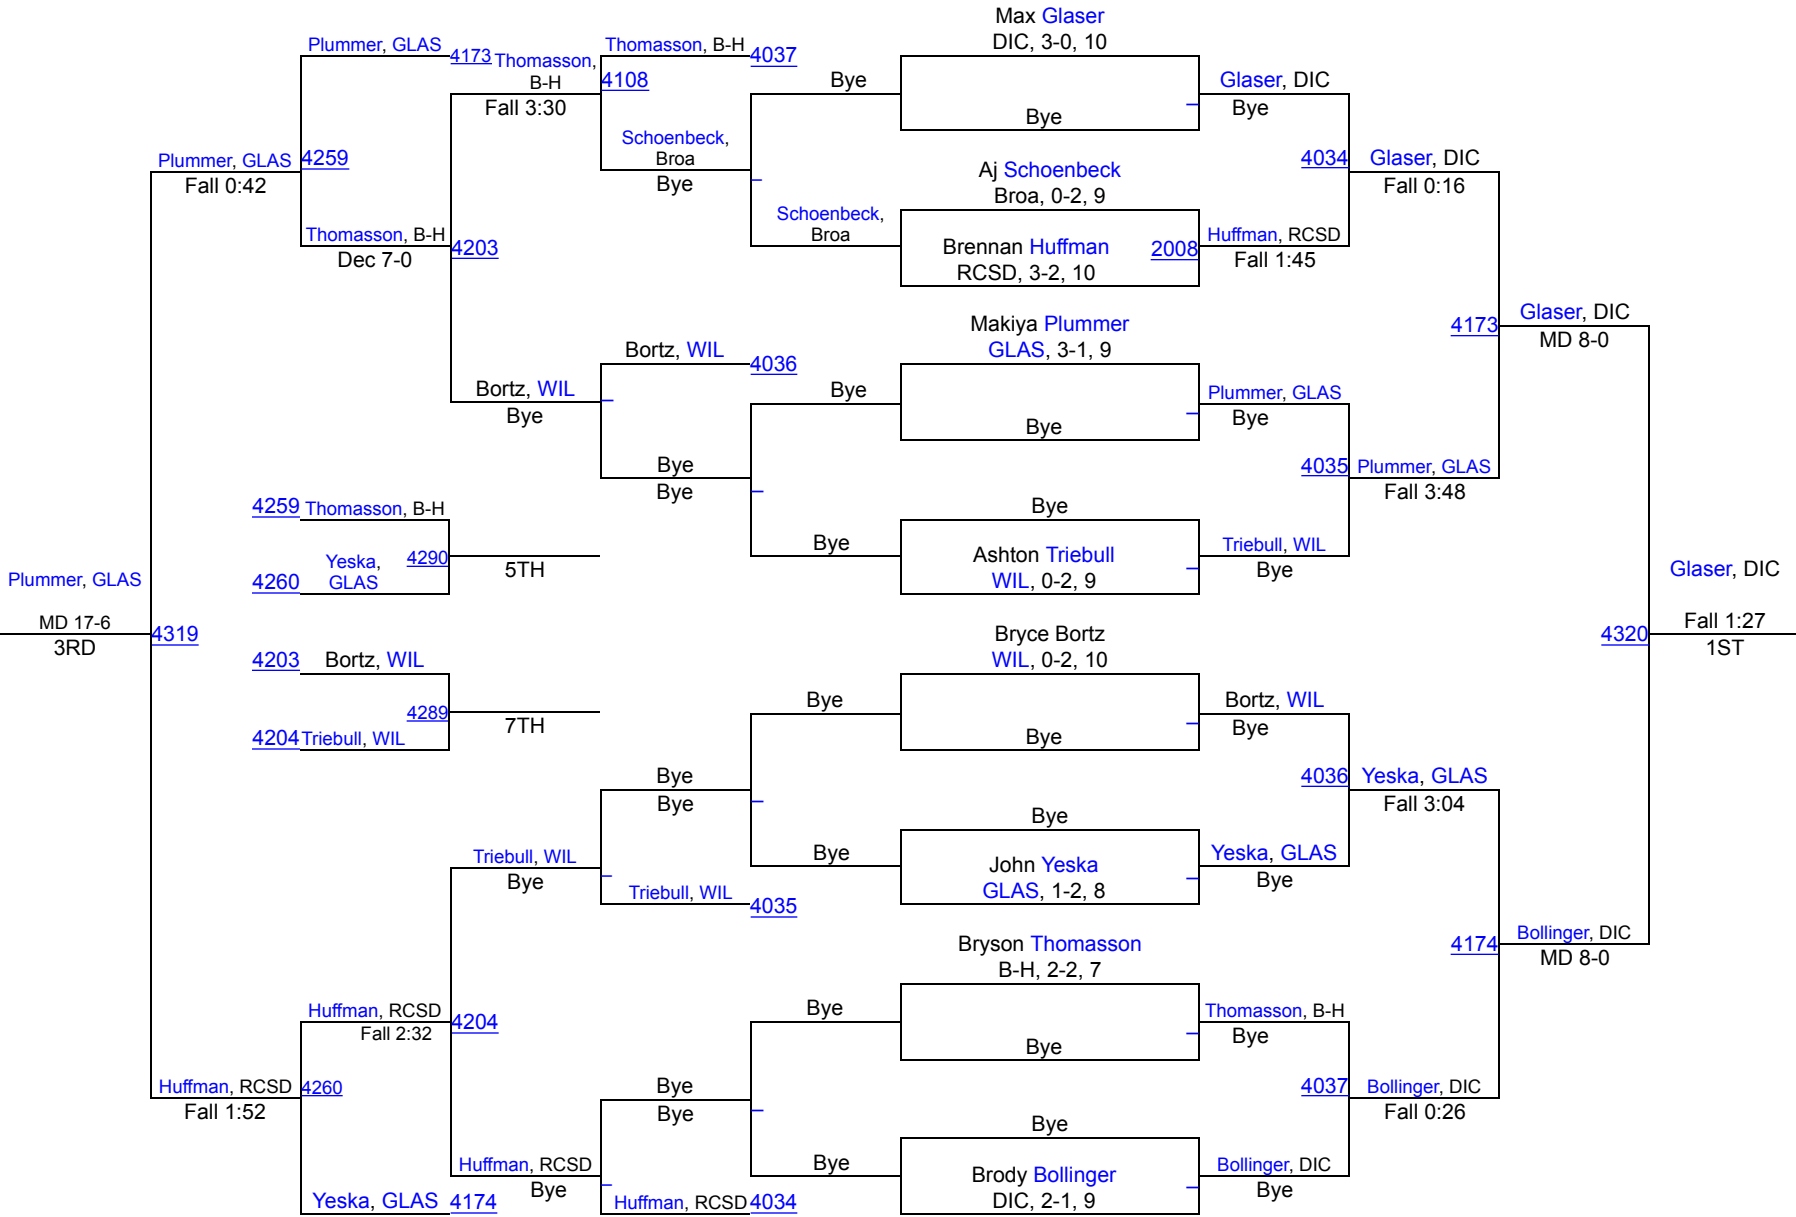 Max Glaser
DIC, 3-0, 10
Plummer, GLAS
4173
Thomasson,
B-H
Fall 3:30
Thomasson, B-H
4037
4108
Bye
Bye
Glaser, DIC
Bye
Schoenbeck,
Broa
Bye
Plummer, GLAS
4259
Fall 0:42
Aj Schoenbeck
Broa, 0-2, 9
4034
Glaser, DIC
Fall 0:16
Schoenbeck,
Broa
Thomasson, B-H
4203
Dec 7-0
Brennan Huffman
RCSD, 3-2, 10
2008
Huffman, RCSD
Fall 1:45
Makiya Plummer
GLAS, 3-1, 9
4173
Glaser, DIC
MD 8-0
Bortz, WIL
4036
Bortz, WIL
Bye
Bye
Bye
Plummer, GLAS
Bye
Bye
Bye
4035
Plummer, GLAS
Fall 3:48
4259
Thomasson, B-H
Bye
Yeska,
GLAS
4290
4260
5TH
Bye
Ashton Triebull
WIL, 0-2, 9
Triebull, WIL
Bye
Plummer, GLAS
MD 17-6
3RD
4319
Glaser, DIC
4320
Fall 1:27
1ST
4203
Bortz, WIL
4289
7TH
4204
Triebull, WIL
Bryce Bortz
WIL, 0-2, 10
Bye
Bye
Bortz, WIL
Bye
Bye
Bye
4036
Yeska, GLAS
Fall 3:04
Bye
Triebull, WIL
Bye
Bye
John Yeska
GLAS, 1-2, 8
Yeska, GLAS
Bye
Triebull, WIL
4035
Bryson Thomasson
B-H, 2-2, 7
4174
Bollinger, DIC
MD 8-0
Huffman, RCSD
Fall 2:32
4204
Bye
Bye
Thomasson, B-H
Bye
Huffman, RCSD
4260
Fall 1:52
Bye
Bye
4037
Bollinger, DIC
Fall 0:26
Bye
Huffman, RCSD
Bye
Bye
Brody Bollinger
DIC, 2-1, 9
Bollinger, DIC
Bye
Yeska, GLAS
4174
Huffman, RCSD
4034